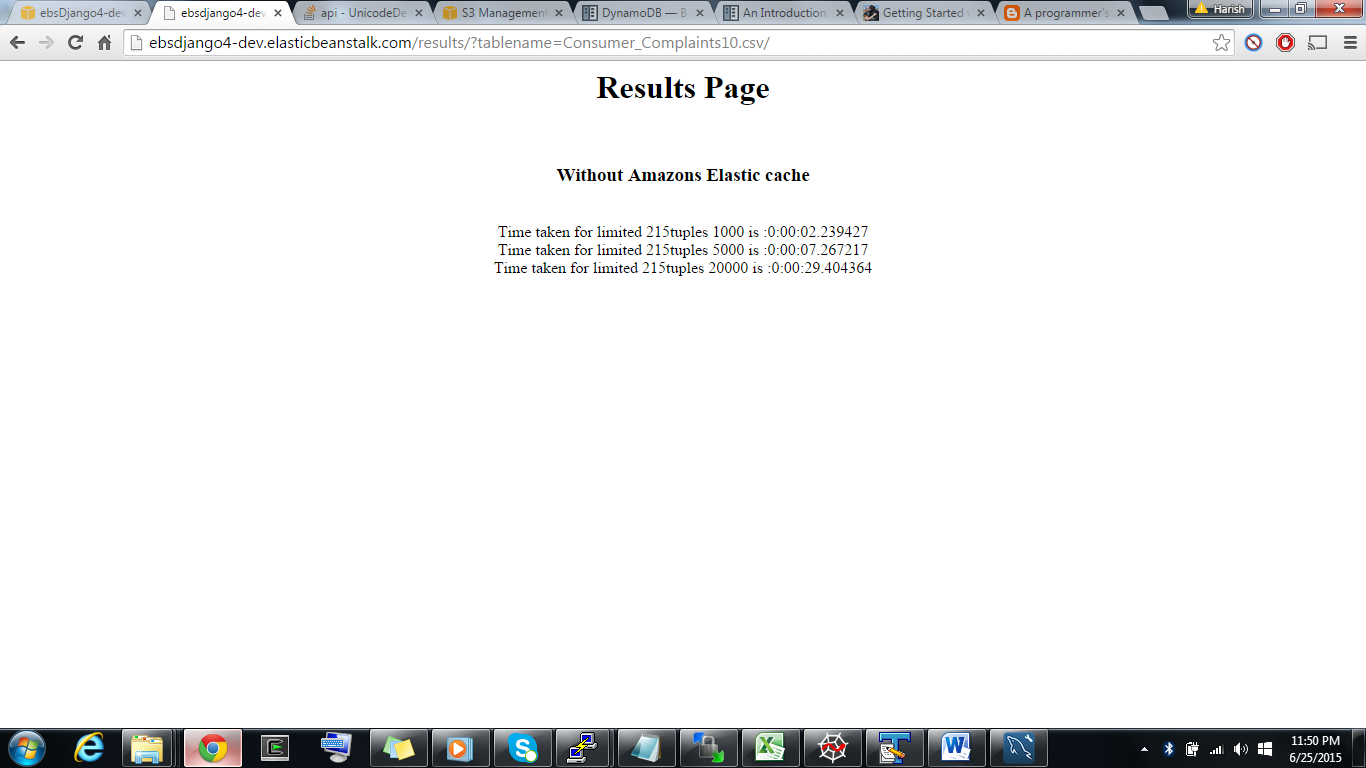 ebsDjango4-dev
ebsdjango4-dev
api - UnicodeDe
S3 Management
DynamoDB — B
An Introduction
Getting Started
A programmer's
Harish
ebsdjango4-dev.elasticbeanstalk.com/results/?tablename=Consumer_Complaints10.csv/
Results Page
Without Amazons Elastic cache
Time taken for limited 215tuples 1000 is :0:00:02.239427
Time taken for limited 215tuples 5000 is :0:00:07.267217
Time taken for limited 215tuples 20000 is :0:00:29.404364
11:50 PM
6/25/2015